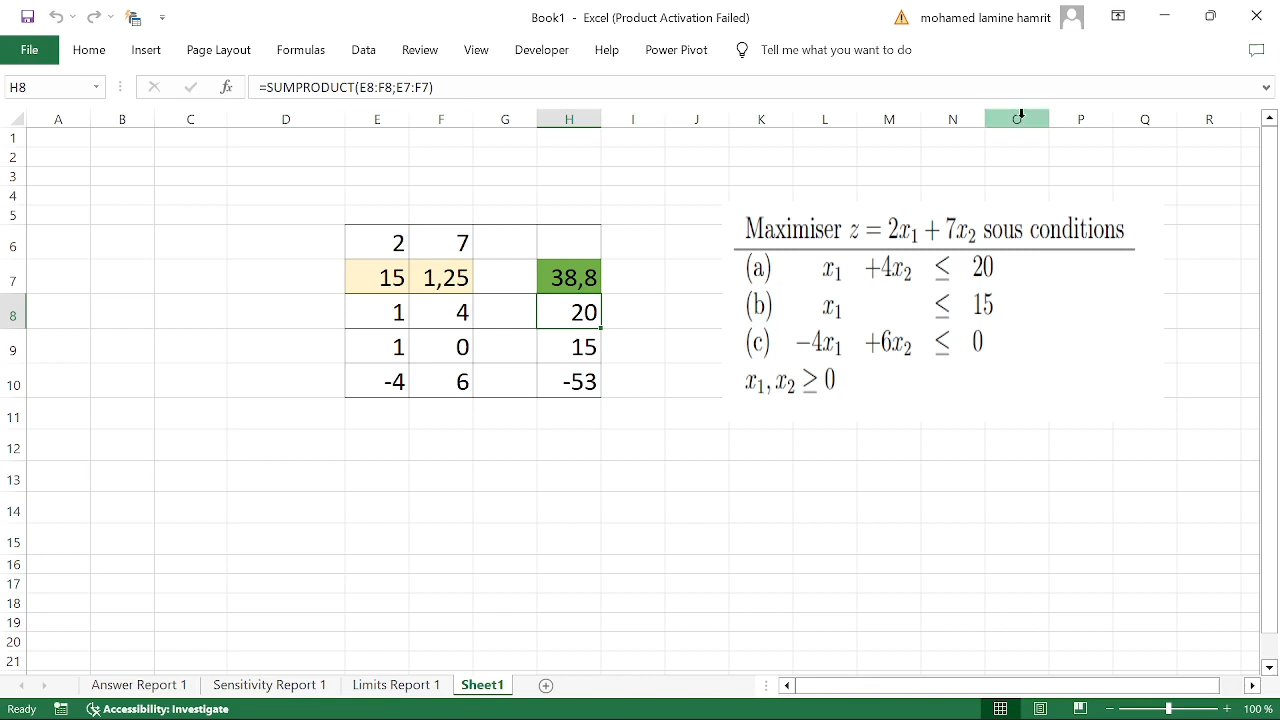 Book1 - Excel (Product Activation Failed)
mohamed lamine hamrit
File Home Insert Page Layout Formulas Data Review View Developer Help Power Pivot Tell me what you want to do
H8 fx =SUMPRODUCT(E8:F8;E7:F7)
A B C D E F G H I J K L M N O P Q R
1
2
3
4
5
6 2 7
7 15 1,25 38,8
8 1 4 20
9 1 0 15
10 -4 6 -53
11
12
13
14
15
16
17
18
19
20
21
Maximiser z = 2x₁ + 7x₂ sous conditions
(a) x₁ +4x₂ ≤ 20
(b) x₁ ≤ 15
(c) −4x₁ +6x₂ ≤ 0
x₁, x₂ ≥ 0
Answer Report 1 Sensitivity Report 1 Limits Report 1 Sheet1
Ready Accessibility: Investigate 100 %